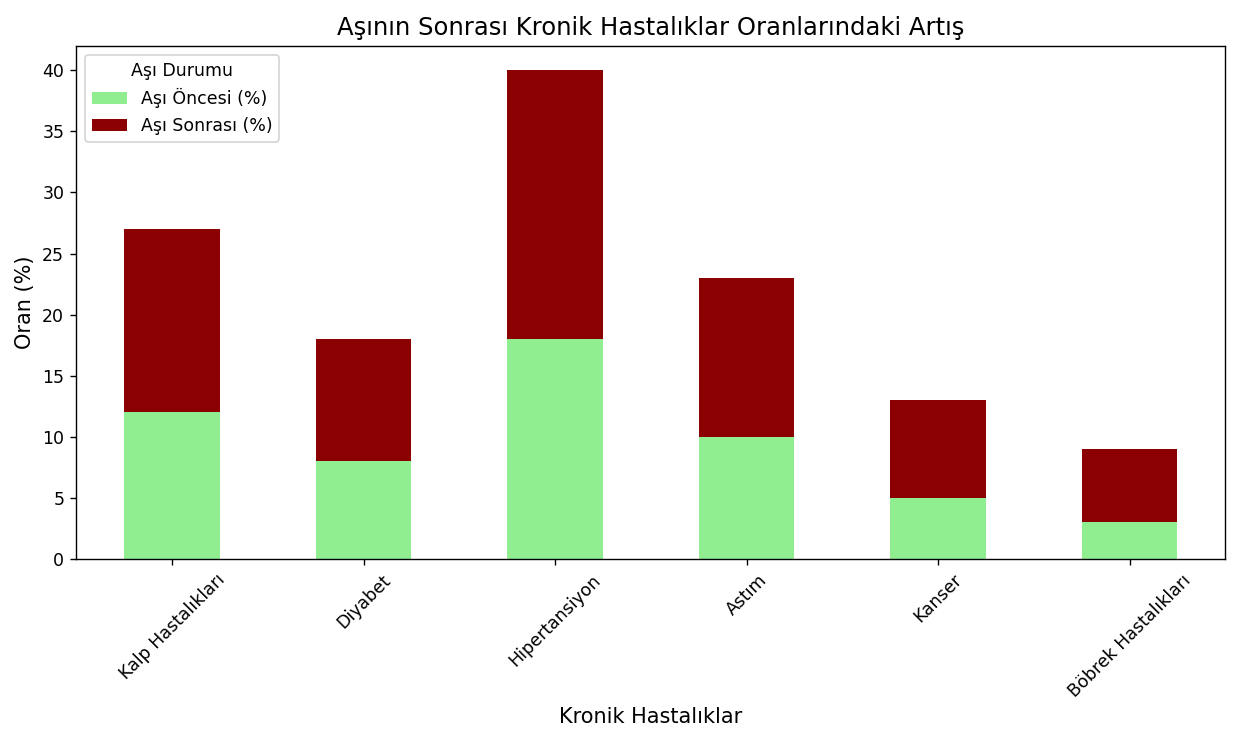 Aşının Sonrası Kronik Hastalıklar Oranlarındaki Artış
Aşı Durumu
Aşı Öncesi (%)
Aşı Sonrası (%)
Oran (%)
40
35
30
25
20
15
10
5
0
Kalp Hastalıkları
Diyabet
Hipertansiyon
Astım
Kanser
Böbrek Hastalıkları
Kronik Hastalıklar